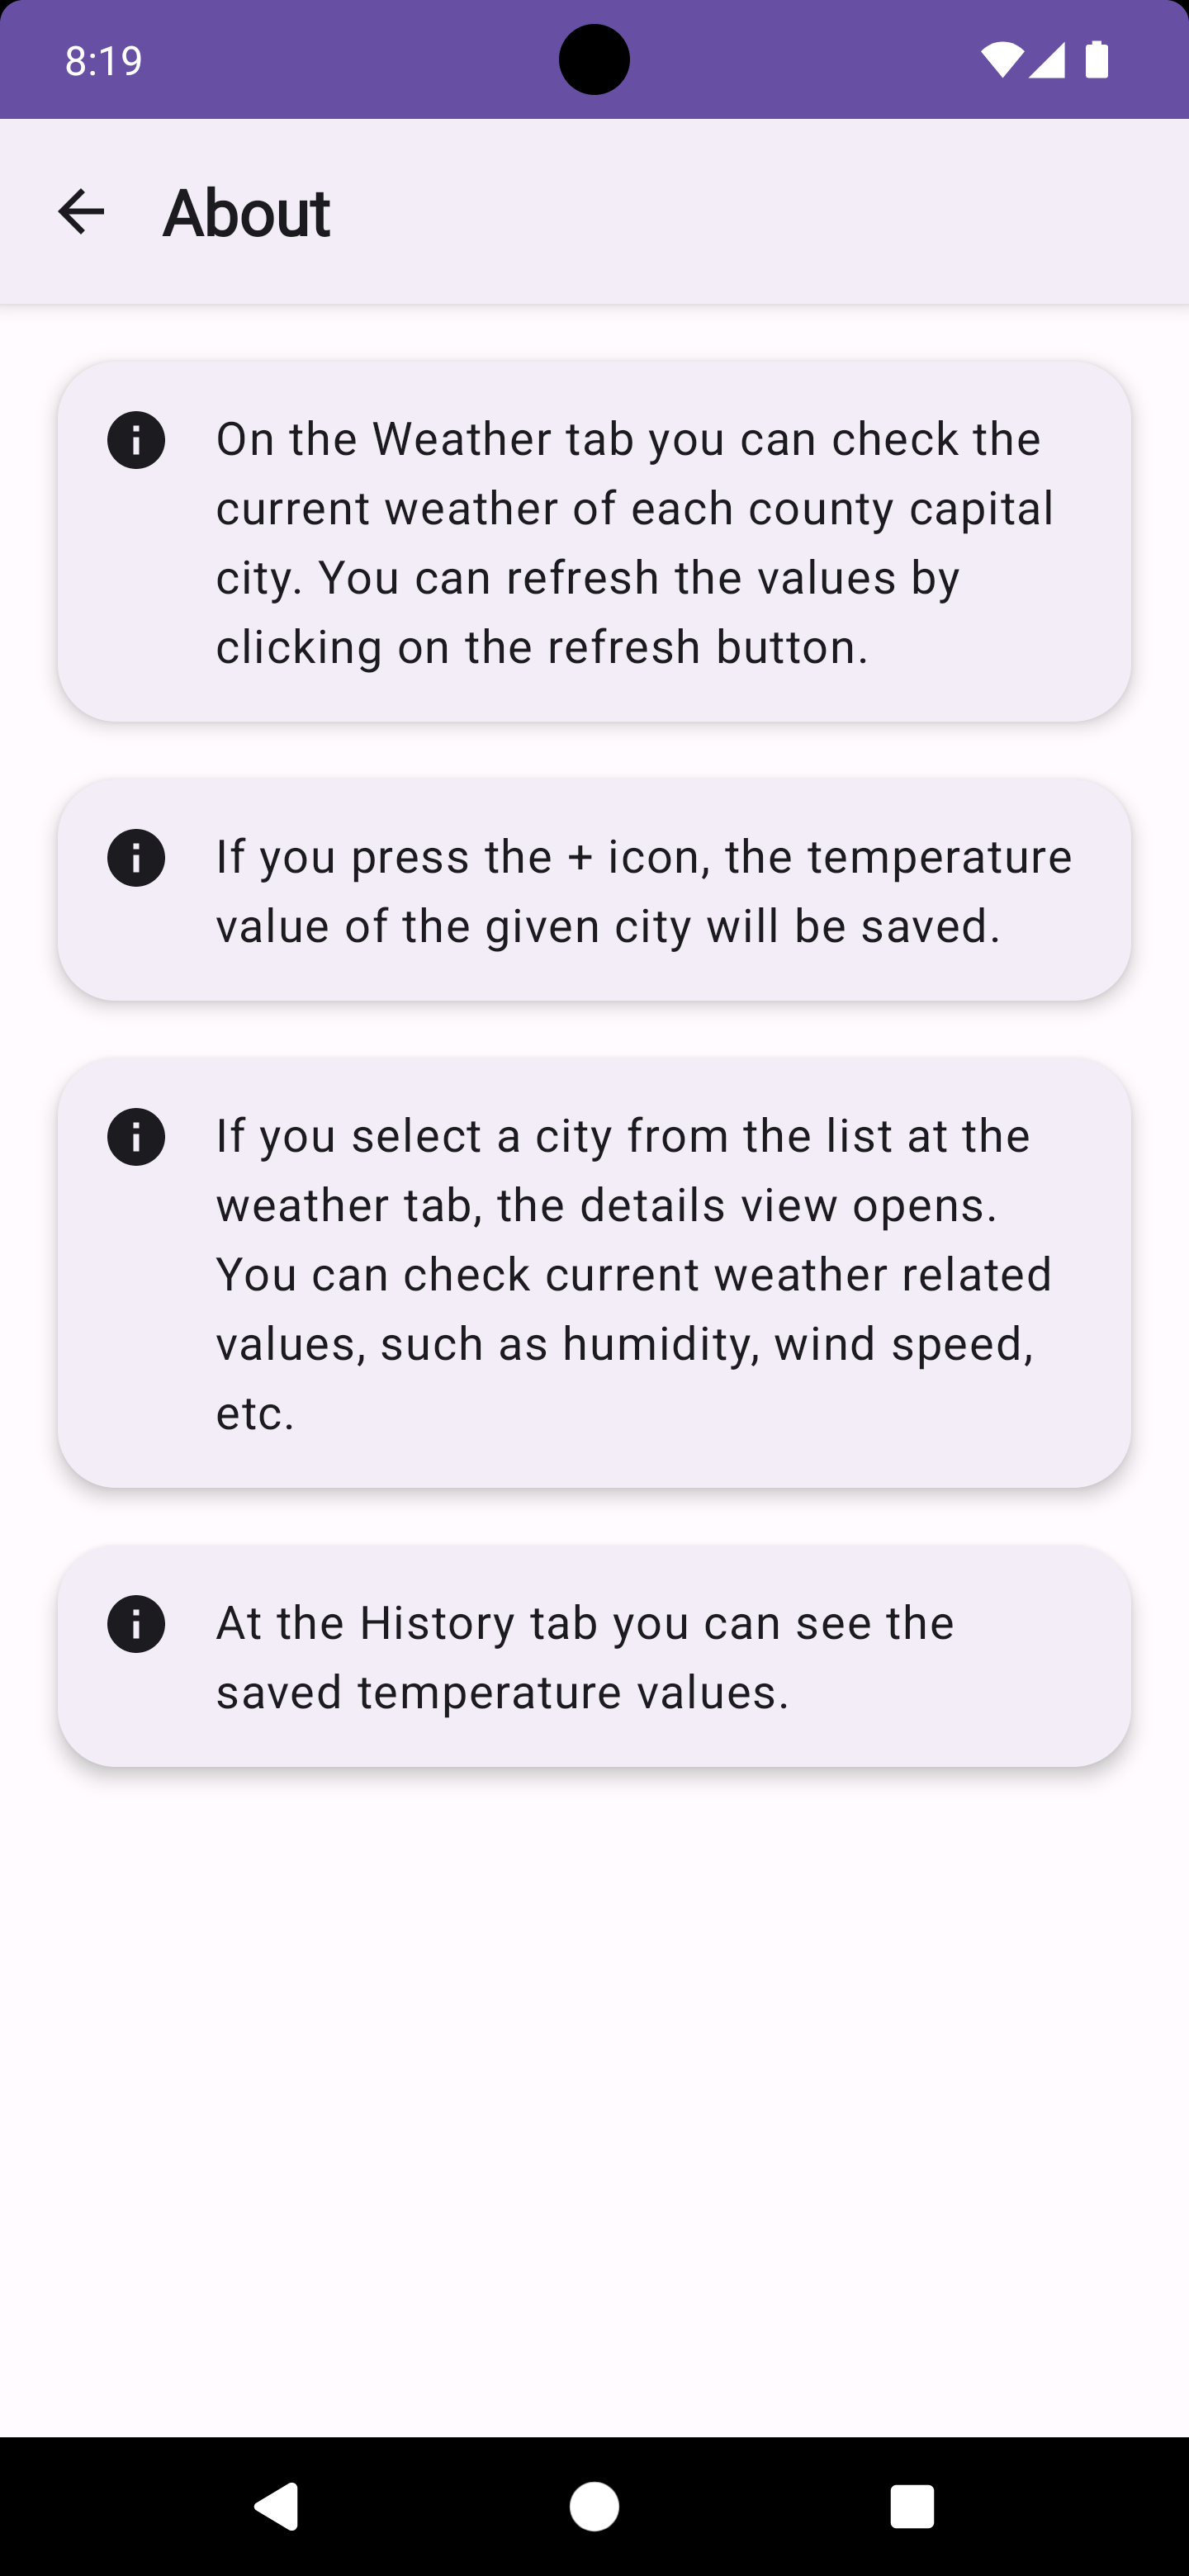 8:19
About
On the Weather tab you can check the
current weather of each county capital
city. You can refresh the values by
clicking on the refresh button.
If you press the + icon, the temperature
value of the given city will be saved.
If you select a city from the list at the
weather tab, the details view opens.
You can check current weather related
values, such as humidity, wind speed,
etc.
At the History tab you can see the
saved temperature values.